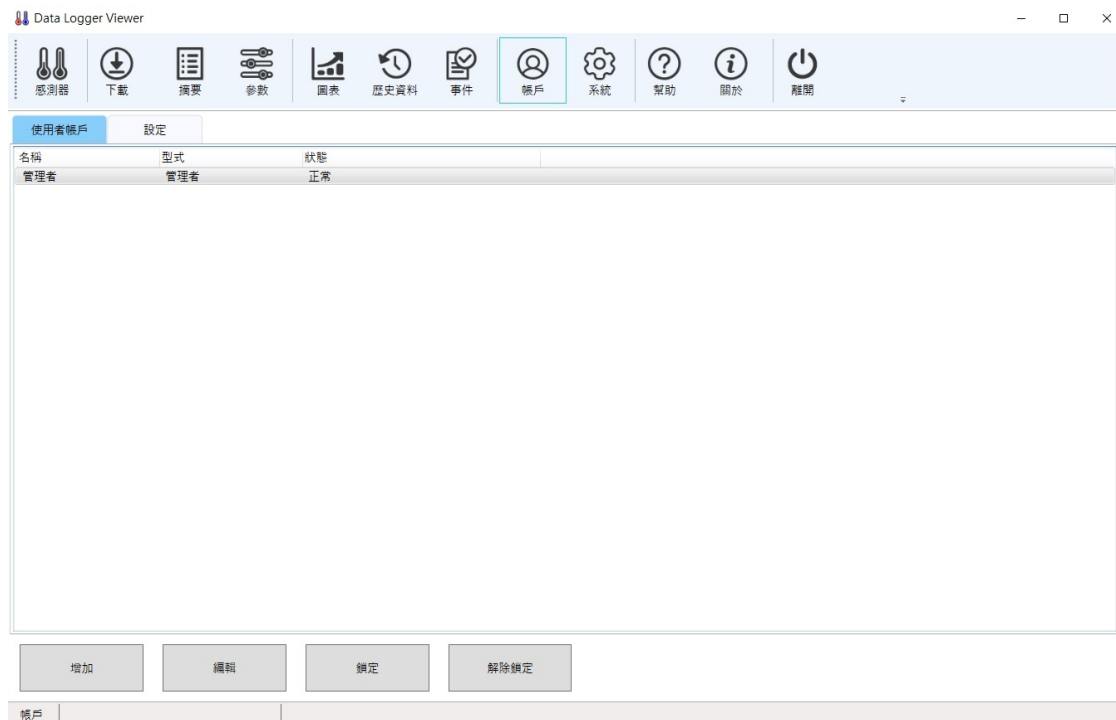 Data Logger Viewer
感測器 下載 摘要 參數 圖表 歷史資料 事件 帳戶 系統 幫助 關於 離開
使用者帳戶 設定
名稱 型式 狀態
管理者 管理者 正常
增加 編輯 鎖定 解除鎖定
帳戶